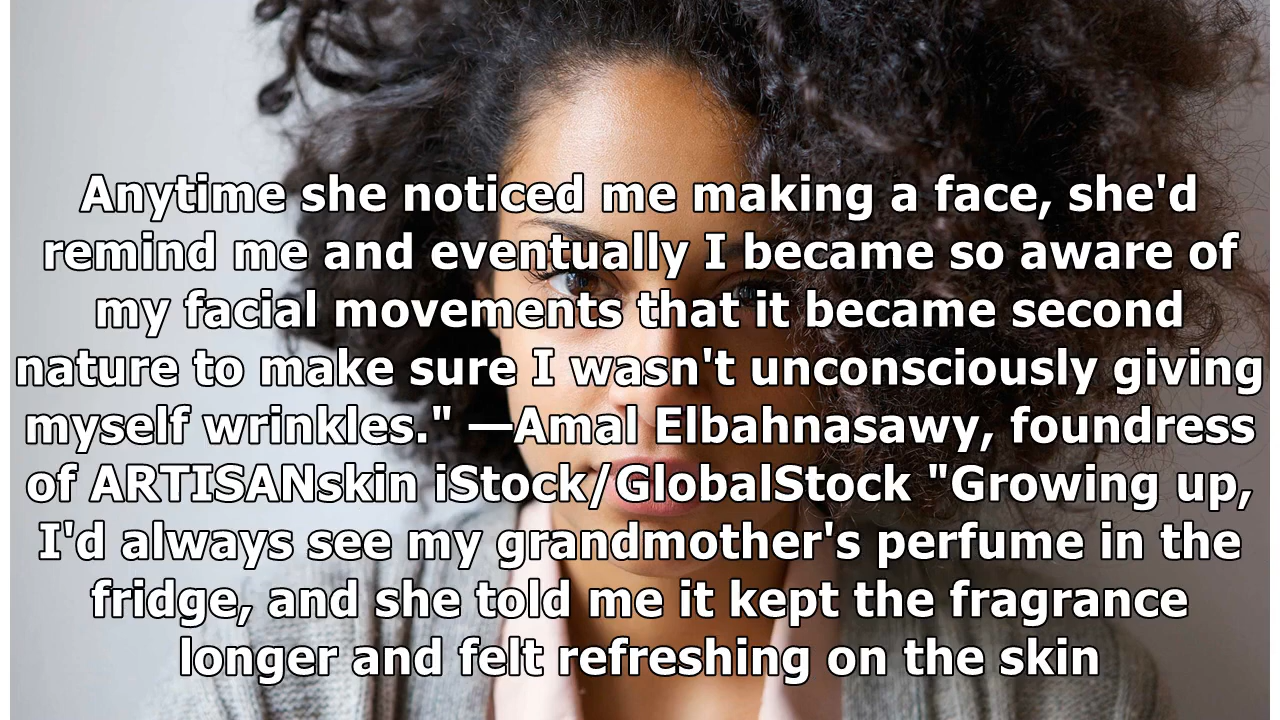 Anytime she noticed me making a face, she'd
remind me and eventually I became so aware of
my facial movements that it became second
nature to make sure I wasn't unconsciously giving
myself wrinkles." —Amal Elbahnasawy, foundress
of ARTISANskin iStock/GlobalStock "Growing up,
I'd always see my grandmother's perfume in the
fridge, and she told me it kept the fragrance
longer and felt refreshing on the skin